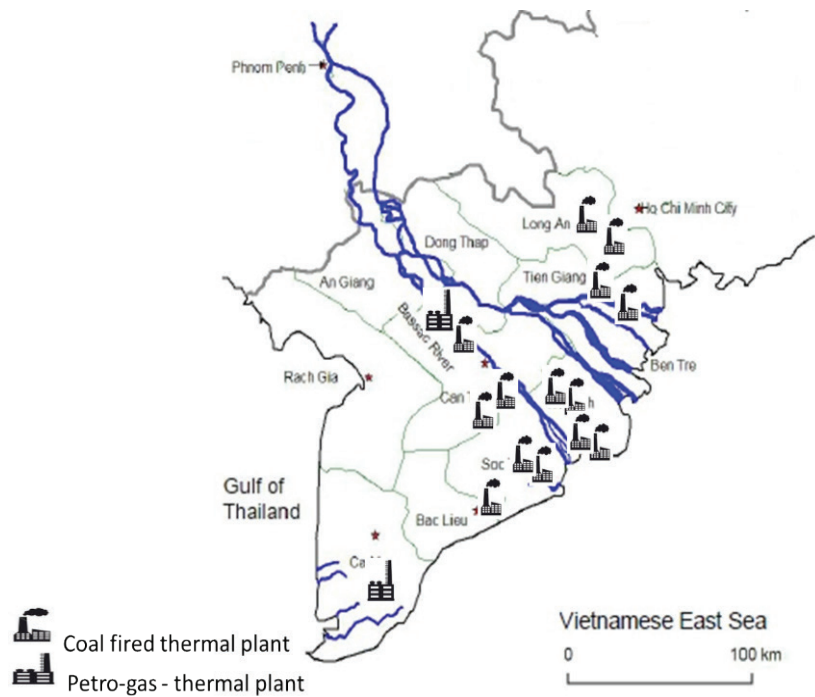 Phnom Penh
Ho Chi Minh City
Long An
Dong Thap
Tien Giang
An Giang
Bassac River
Ben Tre
Rach Gia
Can
h
Soc
Gulf of
Thailand
Bac Lieu
Ca
Vietnamese East Sea
0 100 km
Coal fired thermal plant
Petro-gas - thermal plant